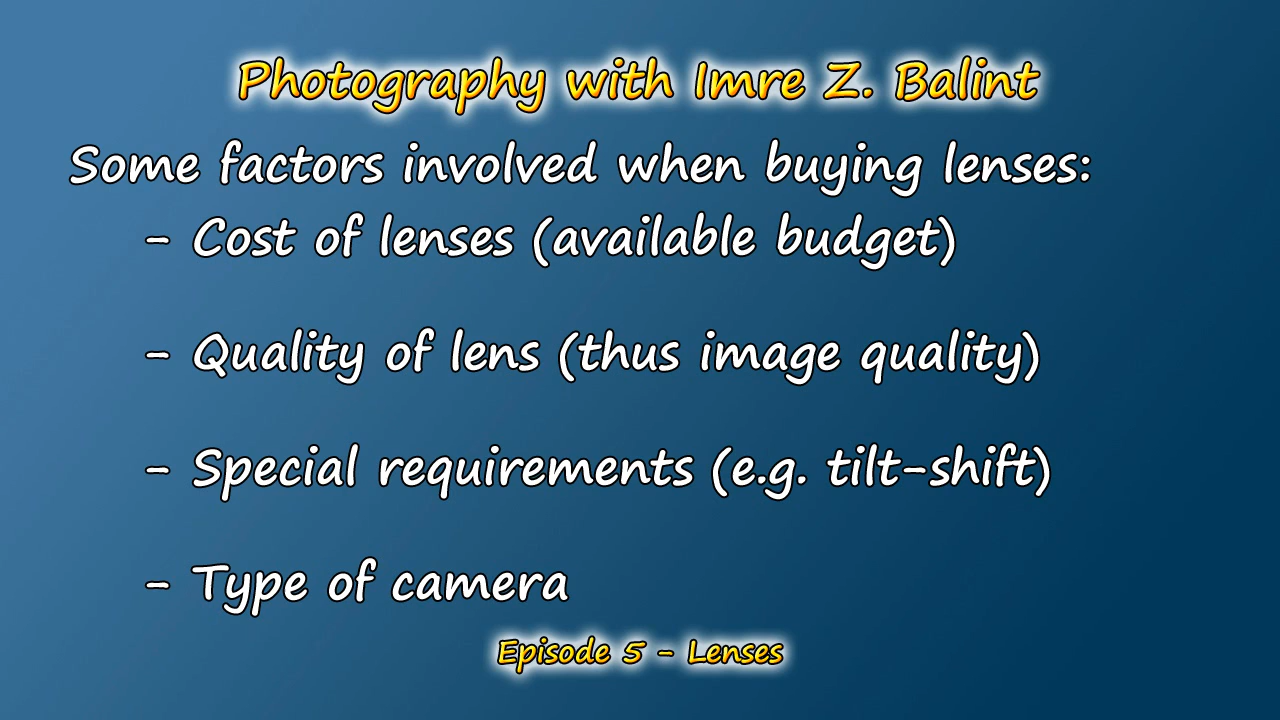 Photography with Imre Z. Balint
Some factors involved when buying lenses:
- Cost of lenses (available budget)
- Quality of lens (thus image quality)
- Special requirements (e.g. tilt-shift)
- Type of camera
Episode 5 - Lenses